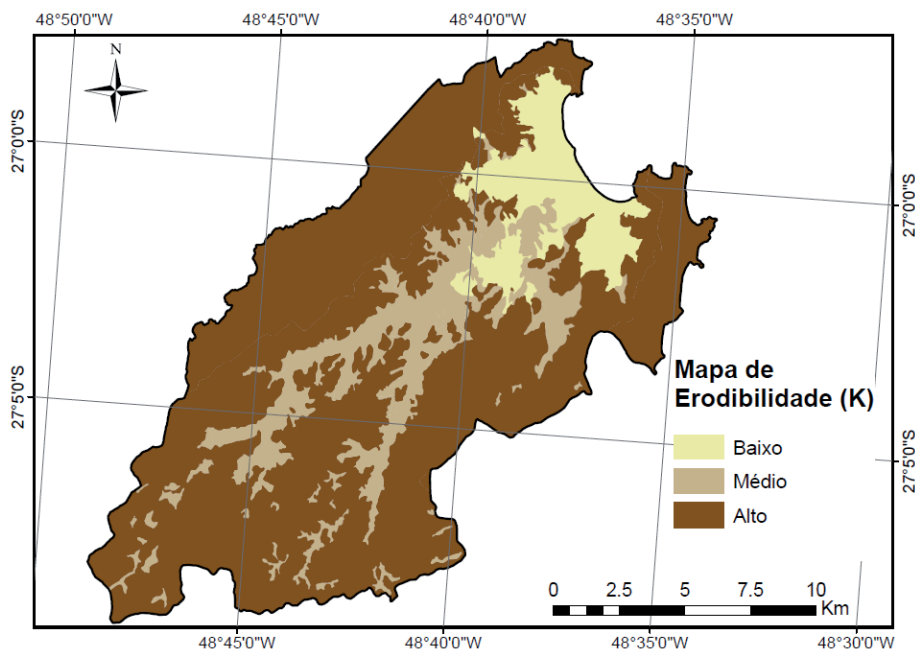 48°50'0"W 48°45'0"W 48°40'0"W 48°35'0"W
N
27°0'0"S
27°0'0"S
27°5'0"S
27°5'0"S
Mapa de
Erodibilidade (K)
Baixo
Médio
Alto
0 2.5 5 7.5 10
Km
48°45'0"W 48°40'0"W 48°35'0"W 48°30'0"W